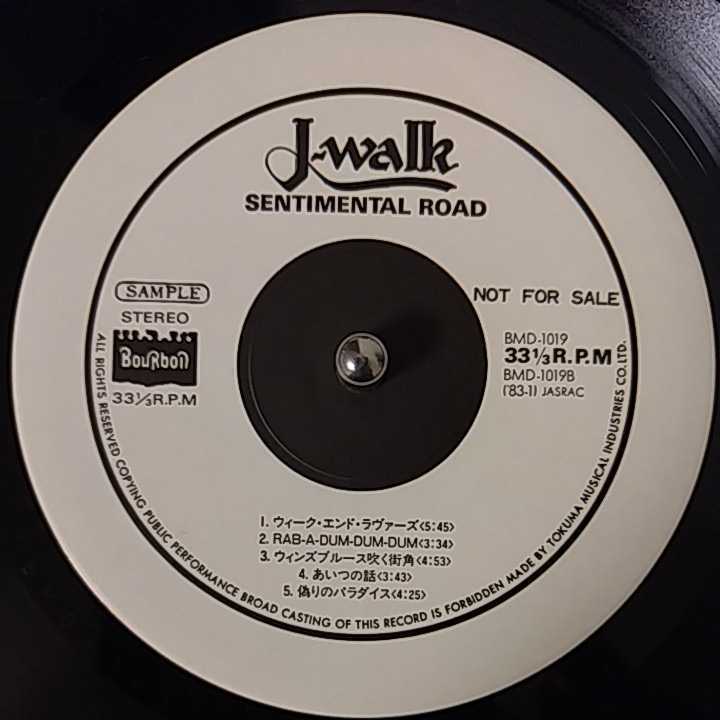 J-walk
SENTIMENTAL ROAD
SAMPLE
STEREO
BouRbon
33⅓R.P.M
NOT FOR SALE
BMD-1019
33⅓R.P.M
BMD-1019B
('83-1) JASRAC
1. ウィーク・エンド・ラヴァーズ<5:45>
2. RAB-A-DUM-DUM-DUM<3:34>
3. ウィンズブルース吹く街角<4:53>
4. あいつの話<3:43>
5. 偽りのパラダイス<4:25>
ALL RIGHTS RESERVED COPYING PUBLIC PERFORMANCE BROAD CASTING OF THIS RECORD IS FORBIDDEN MADE BY TOKUMA MUSICAL INDUSTRIES CO. LTD.